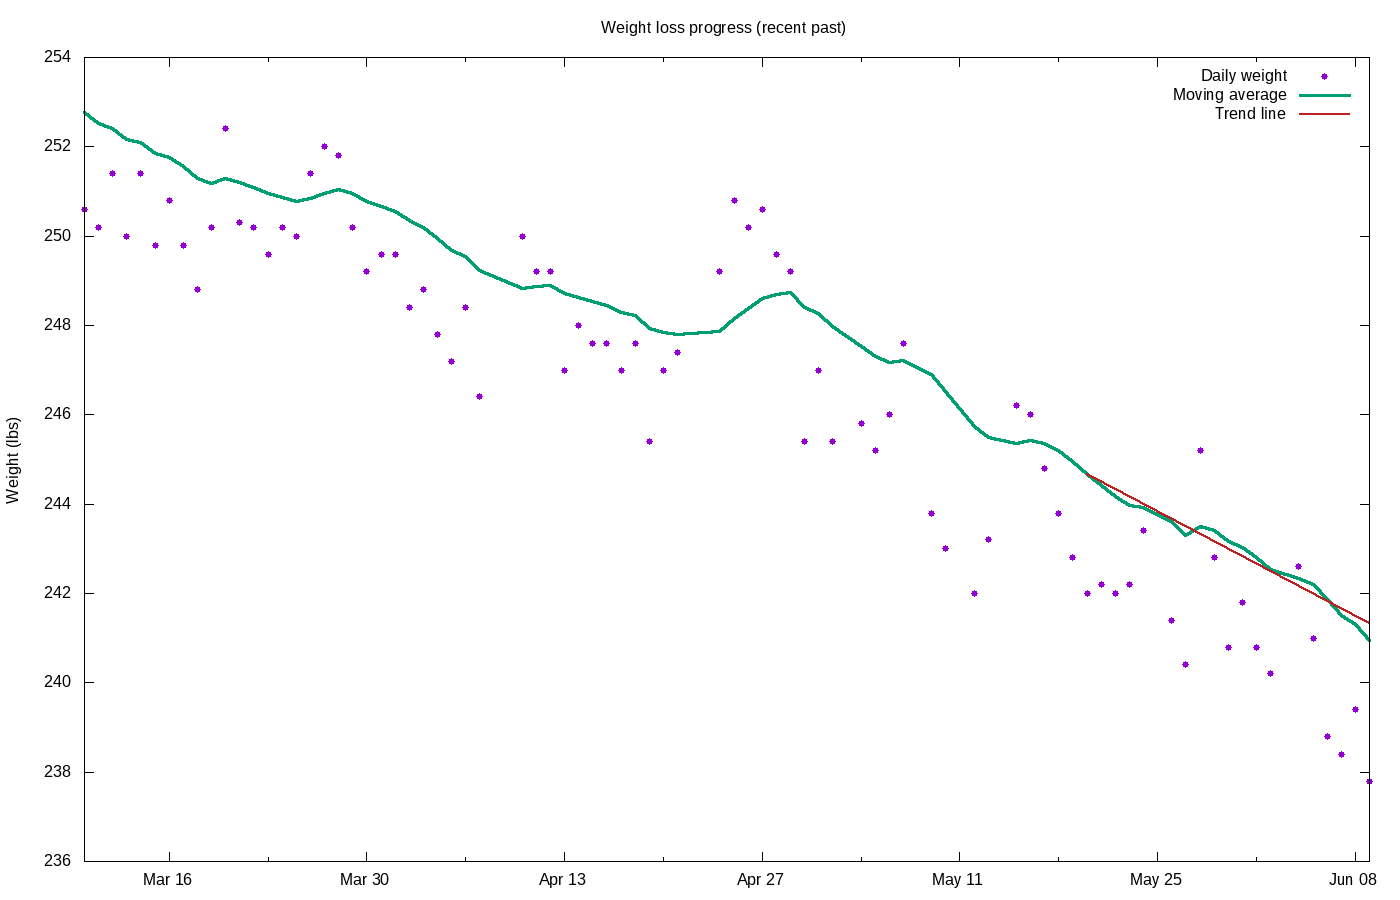 Weight loss progress (recent past)
Daily weight
Moving average
Trend line
254
252
250
248
246
244
242
240
238
236
Weight (lbs)
Mar 16 Mar 30 Apr 13 Apr 27 May 11 May 25 Jun 08